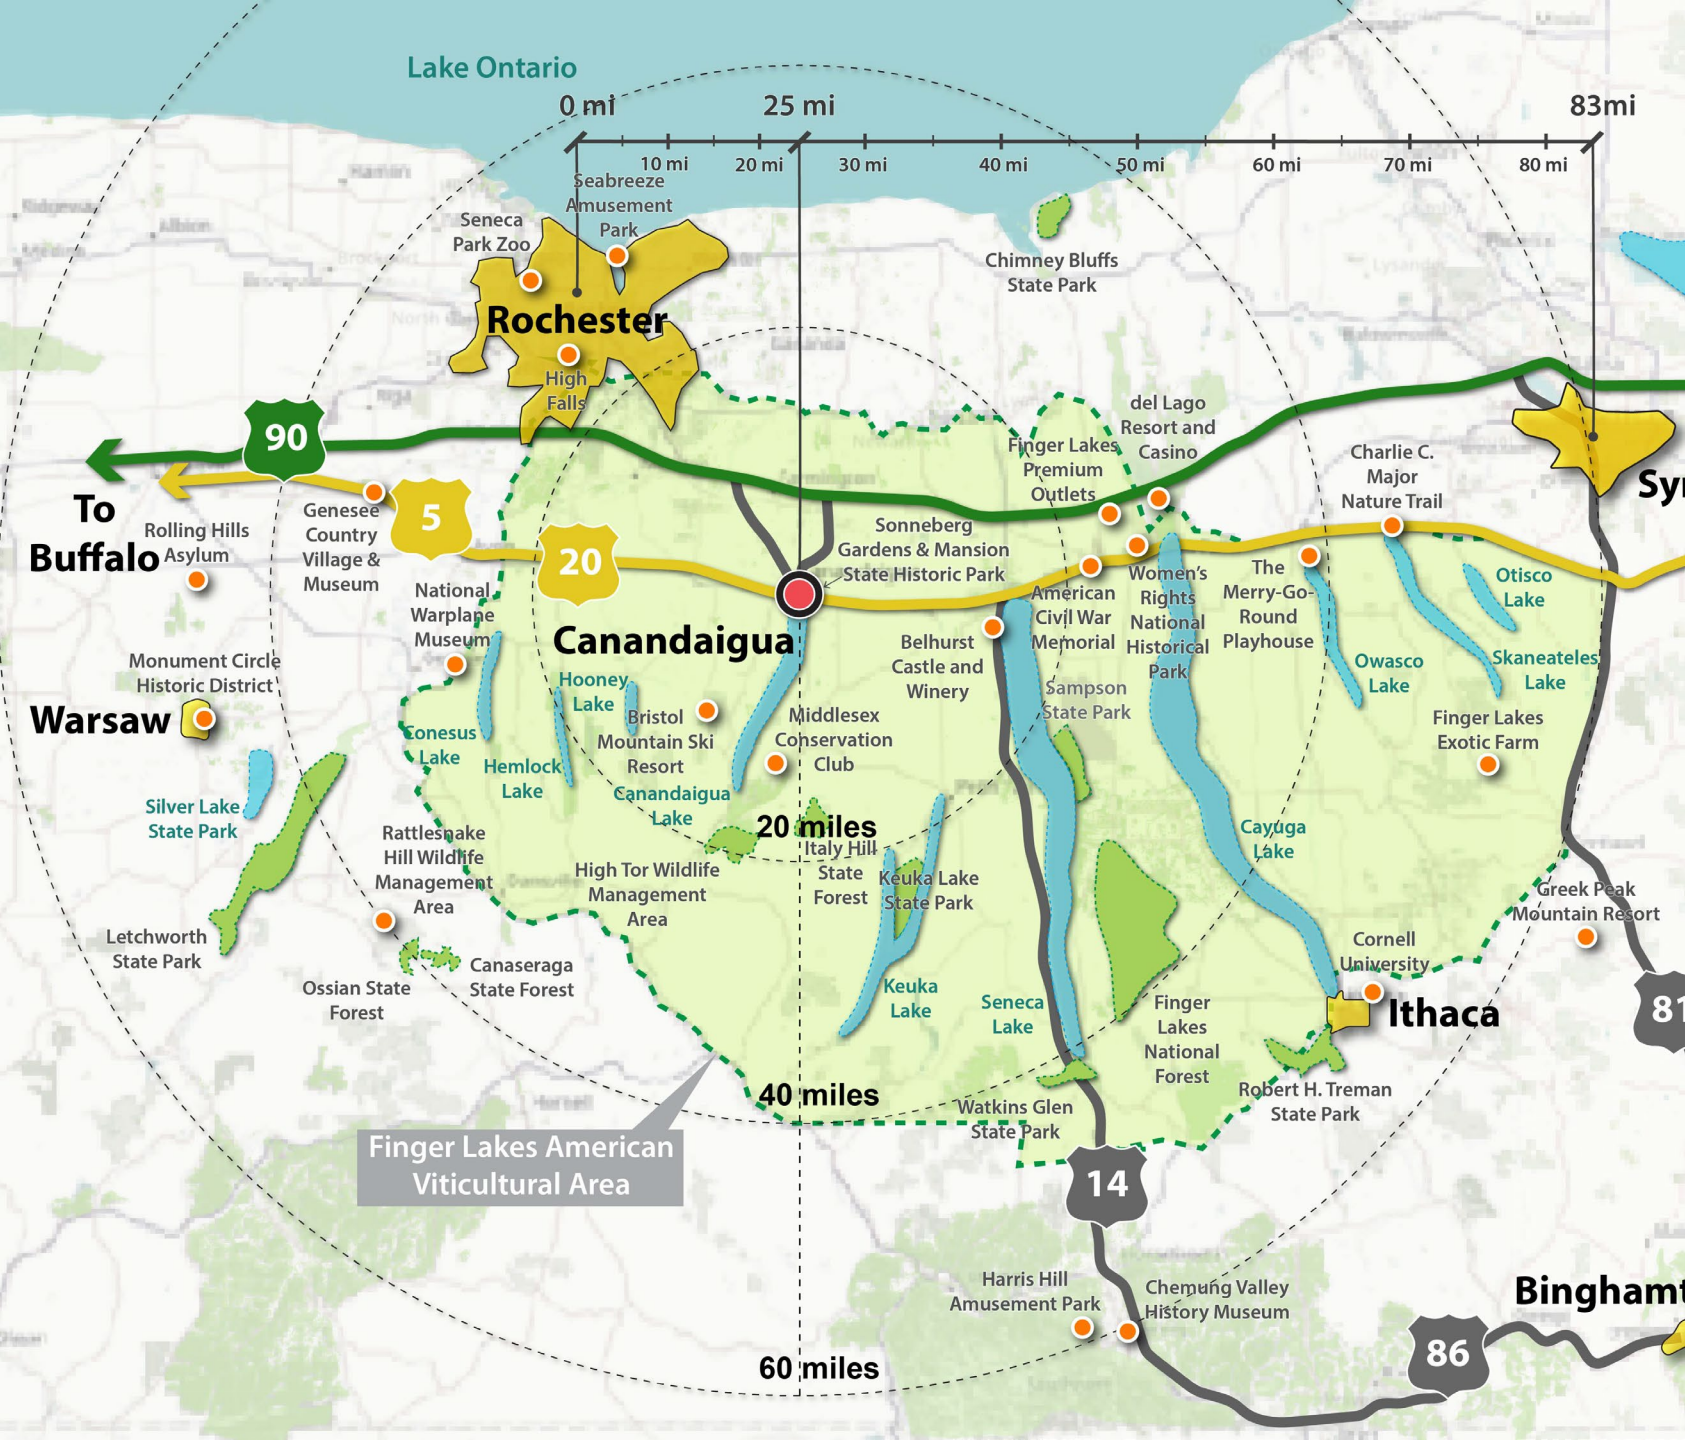 Lake Ontario
0 mi
25 mi
83mi
10 mi
20 mi
30 mi
40 mi
50 mi
60 mi
70 mi
80 mi
Seabreeze
Amusement
Park
Seneca
Park Zoo
Chimney Bluffs
State Park
Rochester
High
Falls
90
To
Buffalo
5
20
Genesee
Country
Village &
Museum
Rolling Hills
Asylum
National
Warplane
Museum
Monument Circle
Historic District
Warsaw
Silver Lake
State Park
Letchworth
State Park
Rattlesnake
Hill Wildlife
Management
Area
Ossian State
Forest
Canaseraga
State Forest
Conesus
Lake
Hemlock
Lake
Hooney
Lake
Bristol
Mountain Ski
Resort
Canandaigua
Canandaigua
Lake
Middlesex
Conservation
Club
Sonneberg
Gardens & Mansion
State Historic Park
Finger Lakes
Premium
Outlets
del Lago
Resort and
Casino
Charlie C.
Major
Nature Trail
Syr
American
Civil War
Memorial
Women's
Rights
National
Historical
Park
The
Merry-Go-
Round
Playhouse
Belhurst
Castle and
Winery
Sampson
State Park
Owasco
Lake
Otisco
Lake
Skaneateles
Lake
Finger Lakes
Exotic Farm
Cayuga
Lake
20 miles
High Tor Wildlife
Management
Area
Italy Hill
State
Forest
Keuka Lake
State Park
Keuka
Lake
Seneca
Lake
Finger
Lakes
National
Forest
Greek Peak
Mountain Resort
Cornell
University
Ithaca
81
Robert H. Treman
State Park
Watkins Glen
State Park
40 miles
Finger Lakes American
Viticultural Area
14
Harris Hill
Amusement Park
Chemung Valley
History Museum
Binghamt
86
60 miles